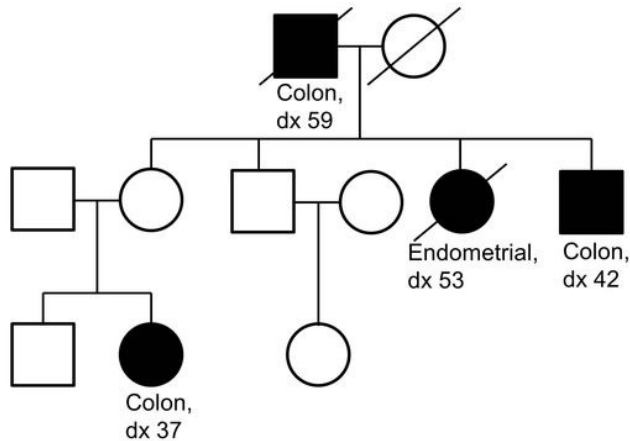 Colon,
dx 59
Endometrial,
dx 53
Colon,
dx 42
Colon,
dx 37